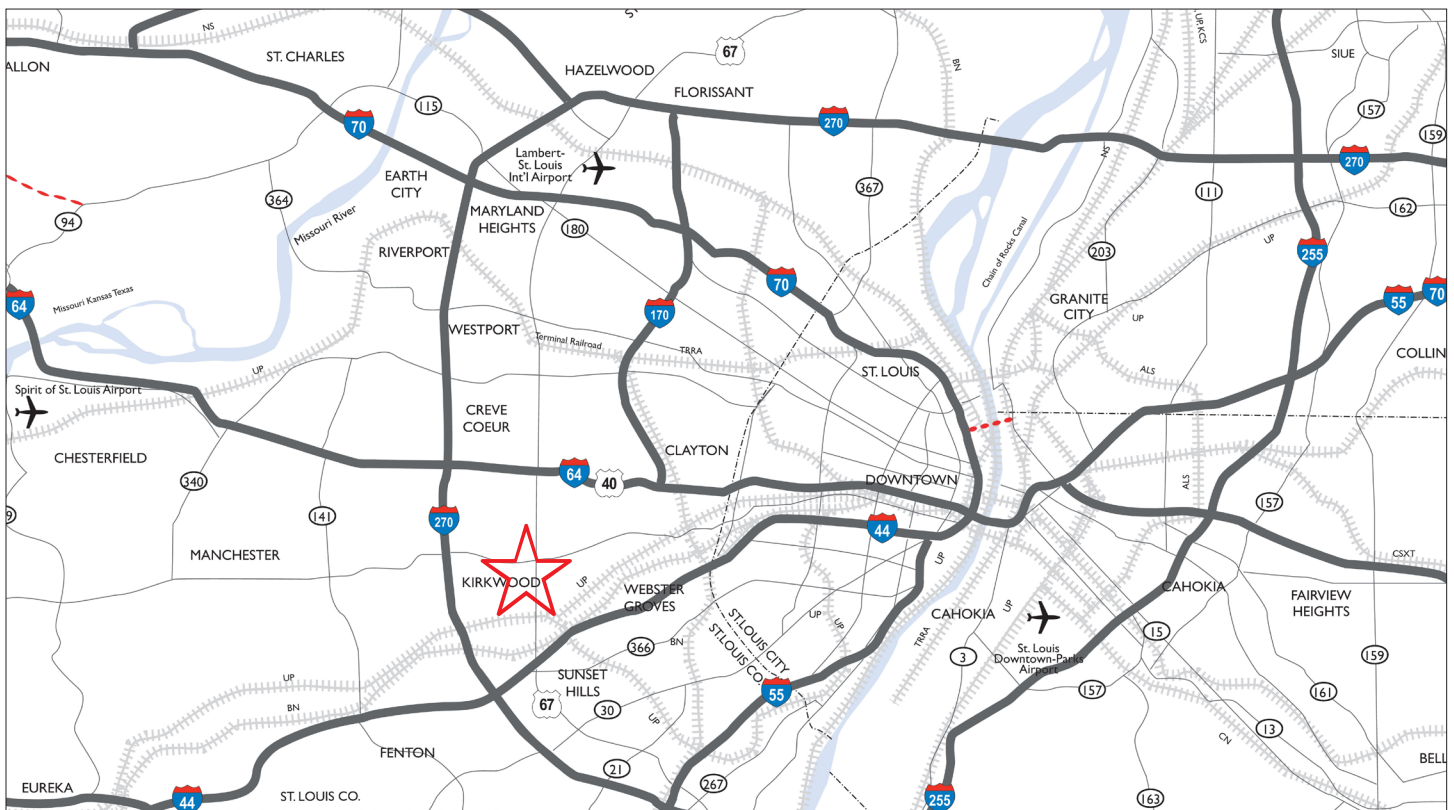 NS
ST. CHARLES
ALLON
HAZELWOOD
67
FLORISSANT
BN
UP, KCS
SIUE
115
70
270
157
159
Lambert-
St. Louis
Int'l Airport
NS
270
EARTH
CITY
364
367
111
94
Missouri River
MARYLAND
HEIGHTS
180
162
RIVERPORT
Chain of Rocks Canal
203
UP
255
64
Missouri Kansas Texas
70
170
GRANITE
CITY
55
70
WESTPORT
Terminal Railroad
TRRA
UP
COLLIN
UP
ST. LOUIS
ALS
Spirit of St. Louis Airport
CREVE
COEUR
CHESTERFIELD
CLAYTON
64
40
DOWNTOWN
340
ALS
157
9
141
270
44
MANCHESTER
KIRKWOOD
UP
WEBSTER
GROVES
UP
CSXT
CAHOKIA
FAIRVIEW
HEIGHTS
UP
UP
CAHOKIA
UP
TRRA
St. Louis
Downtown-Parks
Airport
15
366
BN
ST.LOUIS CITY
ST.LOUIS CO.
3
159
UP
SUNSET
HILLS
55
157
161
BN
67
30
UP
13
CN
FENTON
BELL
21
267
EUREKA
44
ST. LOUIS CO.
255
163